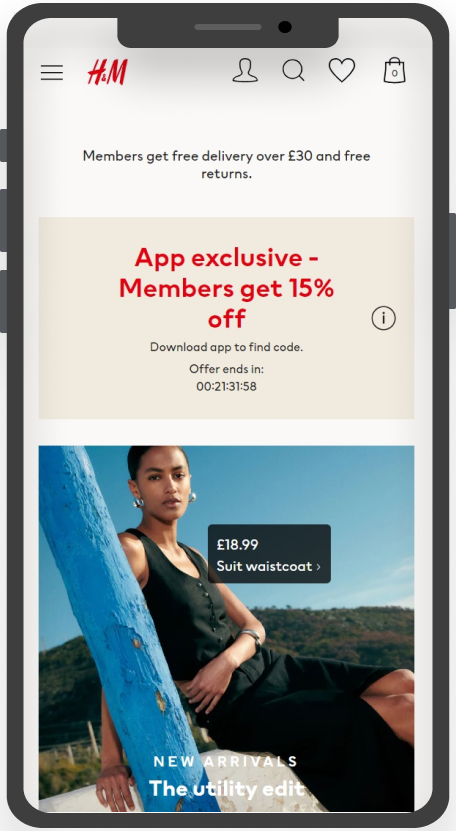 H&M
0
Members get free delivery over £30 and free
returns.
App exclusive -
Members get 15%
off
Download app to find code.
Offer ends in:
00:21:31:58
£18.99
Suit waistcoat ›
NEW ARRIVALS
The utility edit